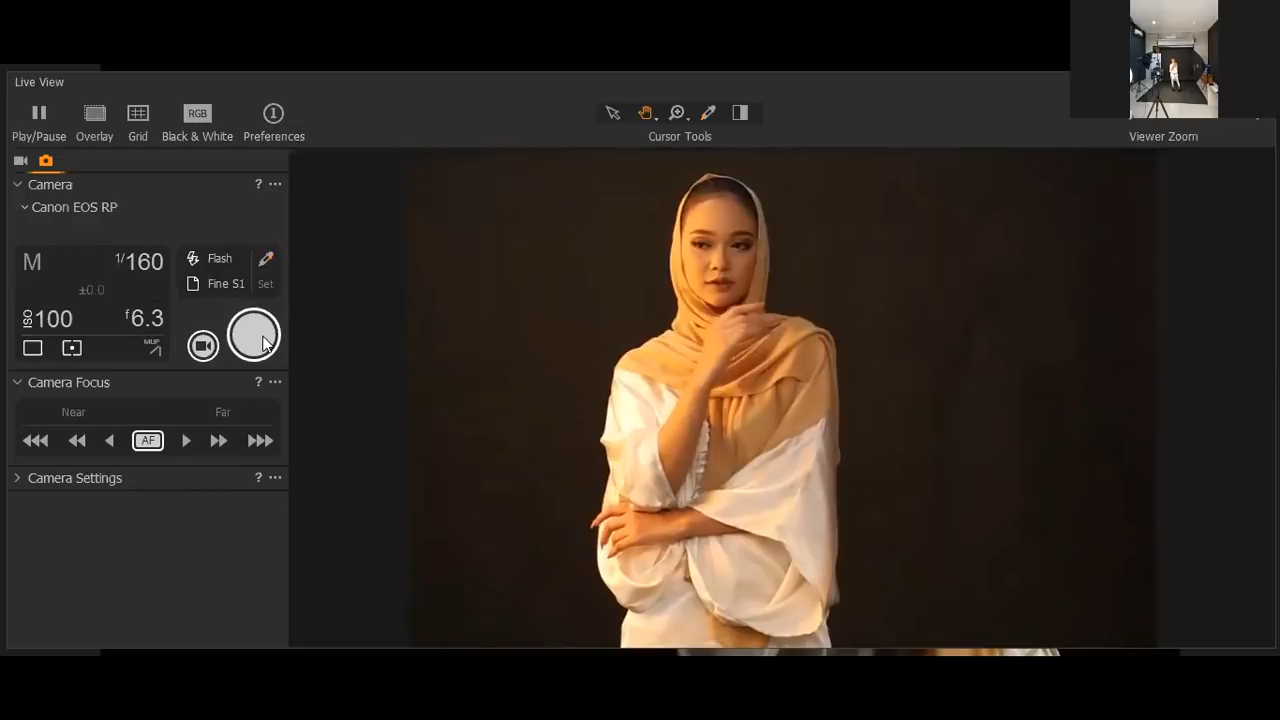 Live View
Play/Pause
Overlay
Grid
RGB
Black & White
Preferences
Cursor Tools
Viewer Zoom
Camera
?
Canon EOS RP
M
1/160
±0.0
ISO 100
f6.3
MUP
Flash
Fine S1
Set
Camera Focus
?
Near
Far
AF
Camera Settings
?